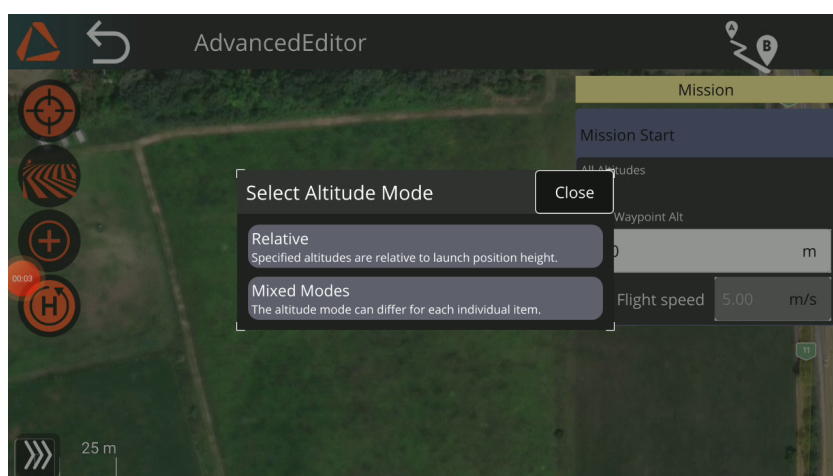 AdvancedEditor
A
B
Mission
Mission Start
Select Altitude Mode
Close
Waypoint Alt
Relative
Specified altitudes are relative to launch position height.
m
00:03
Mixed Modes
The altitude mode can differ for each individual item.
H
Flight speed 5.00 m/s
11
25 m